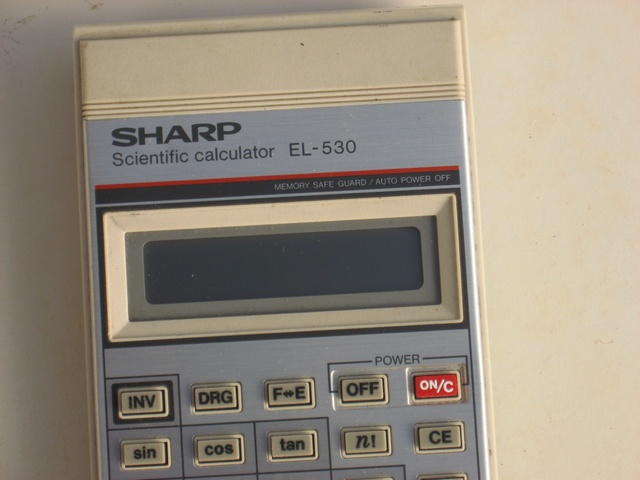 SHARP
Scientific calculator EL-530
MEMORY SAFE GUARD / AUTO POWER OFF
POWER
INV DRG F↔E OFF ON/C
sin cos tan n! CE